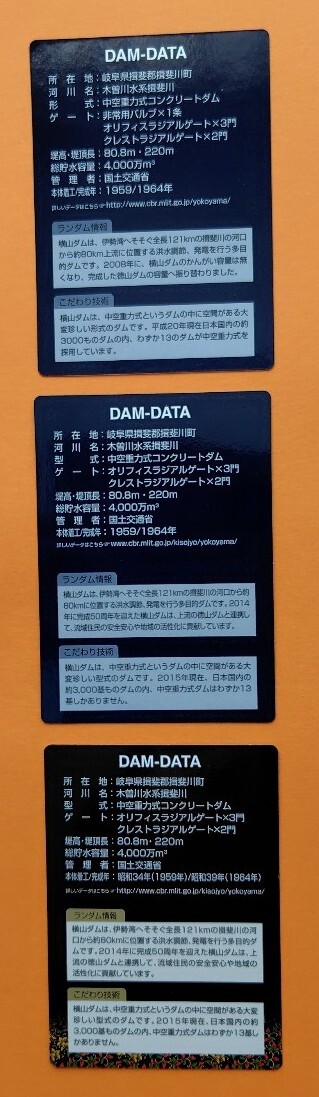 DAM-DATA
所在地：岐阜県揖斐郡揖斐川町
河川名：木曽川水系揖斐川
形式：中空重力式コンクリートダム
ゲート：非常用バルブ×1条
オリフィスラジアルゲート×3門
クレストラジアルゲート×2門
堤高・堤頂長：80.8m・220m
総貯水容量：4,000万m³
管理者：国土交通省
本体着工/完成年：1959/1964年
詳しいデータはこちら☞http://www.cbr.mlit.go.jp/yokoyama/
ランダム情報
横山ダムは、伊勢湾へそそぐ全長121kmの揖斐川の河口
から約80km上流に位置する洪水調節、発電を行う多目
的ダムです。2008年に、横山ダムのかんがい容量は無
くなり、完成した徳山ダムの容量へ振り替わりました。
こだわり技術
横山ダムは、中空重力式というダムの中に空間がある大
変珍しい形式のダムです。平成20年現在日本国内の約
3000ものダムの内、わずか13のダムが中空重力式を
採用しています。
DAM-DATA
所在地：岐阜県揖斐郡揖斐川町
河川名：木曽川水系揖斐川
型式：中空重力式コンクリートダム
ゲート：オリフィスラジアルゲート×3門
クレストラジアルゲート×2門
堤高・堤頂長：80.8m・220m
総貯水容量：4,000万m³
管理者：国土交通省
本体着工/完成年：1959/1964年
詳しいデータはこちら☞www.cbr.mlit.go.jp/kisojyo/yokoyama/
ランダム情報
横山ダムは、伊勢湾へそそぐ全長121kmの揖斐川の河口から約
80kmに位置する洪水調節、発電を行う多目的ダムです。2014
年に完成50周年を迎えた横山ダムは、上流の徳山ダムと連携し
て、流域住民の安全安心や地域の活性化に貢献しています。
こだわり技術
横山ダムは、中空重力式というダムの中に空間がある大
変珍しい型式のダムです。2015年現在、日本国内の
約3,000基ものダムの内、中空重力式ダムはわずか13
基しかありません。
DAM-DATA
所在地：岐阜県揖斐郡揖斐川町
河川名：木曽川水系揖斐川
型式：中空重力式コンクリートダム
ゲート：オリフィスラジアルゲート×3門
クレストラジアルゲート×2門
堤高・堤頂長：80.8m・220m
総貯水容量：4,000万m³
管理者：国土交通省
本体着工/完成年：昭和34年(1959年)/昭和39年(1964年)
詳しいデータはこちら☞http://www.cbr.mlit.go.jp/kisojyo/yokoyama/
ランダム情報
横山ダムは、伊勢湾へそそぐ全長121kmの揖斐川の河
口から約80kmに位置する洪水調節、発電を行う多目的ダ
ムです。2014年に完成50周年を迎えた横山ダムは、上
流の徳山ダムと連携して、流域住民の安全安心や地域の
活性化に貢献しています。
こだわり技術
横山ダムは、中空重力式というダムの中に空間がある大
変珍しい型式のダムです。2015年現在、日本国内の約
3,000基ものダムの内、中空重力式ダムはわずか13基し
かありません。